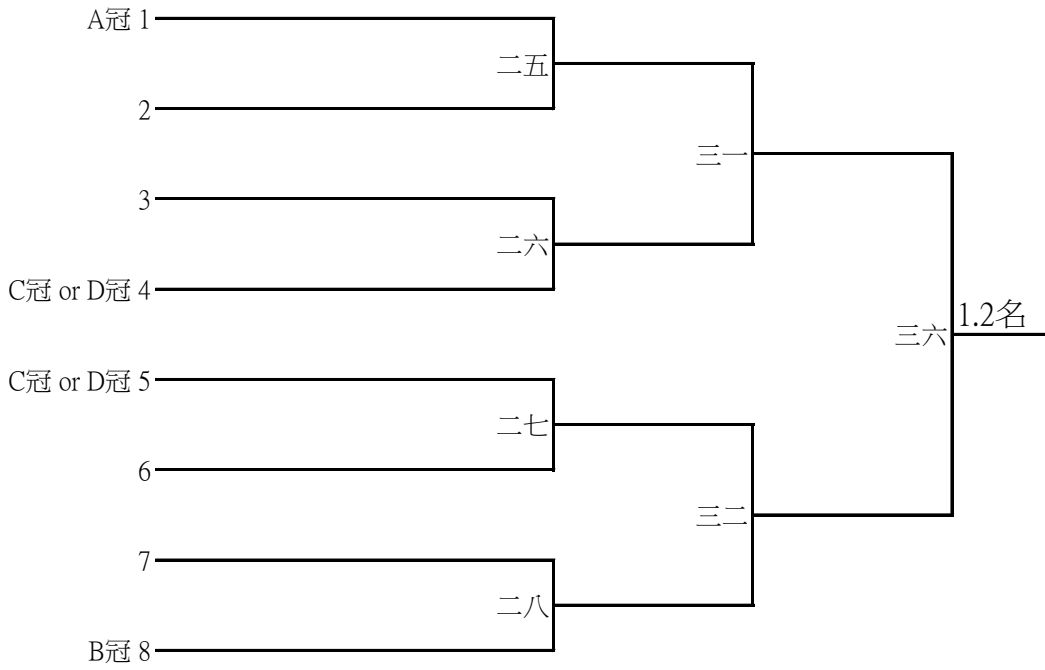 A冠 1
二五
2
三一
3
二六
C冠 or D冠 4
1.2名
三六
C冠 or D冠 5
二七
6
三二
7
二八
B冠 8